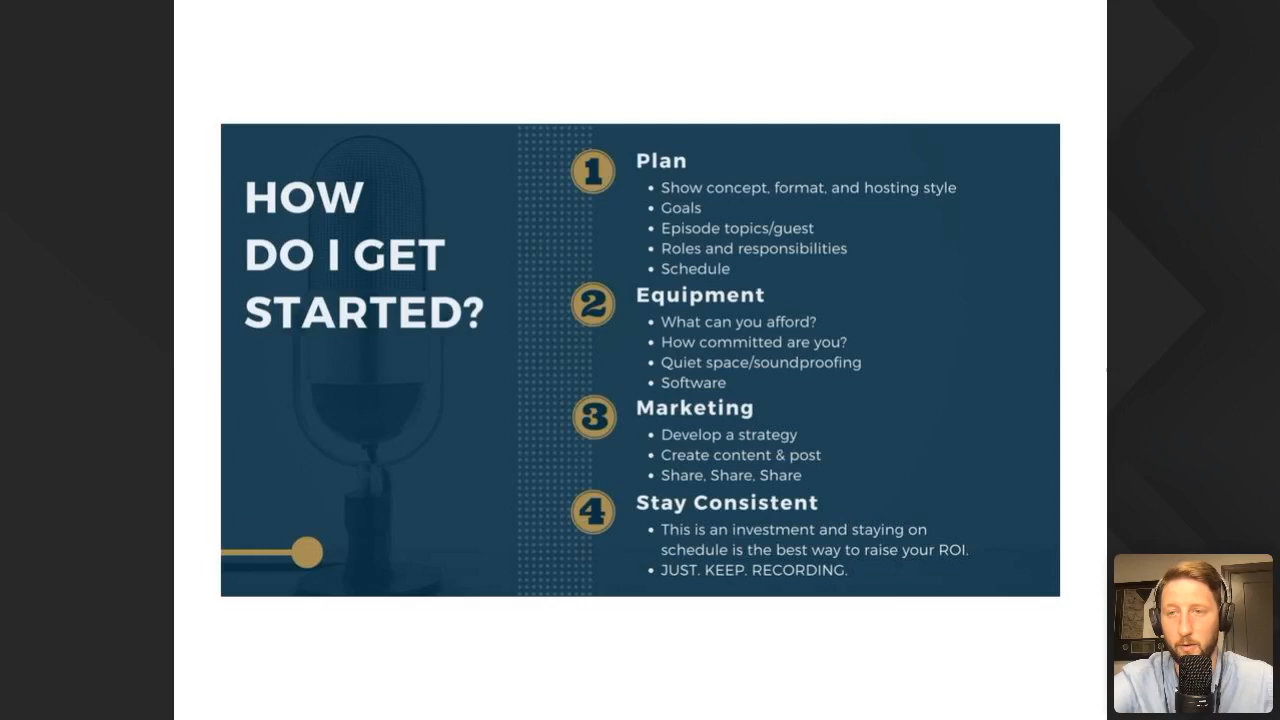 HOW
DO I GET
STARTED?
1
Plan
• Show concept, format, and hosting style
• Goals
• Episode topics/guest
• Roles and responsibilities
• Schedule
2
Equipment
• What can you afford?
• How committed are you?
• Quiet space/soundproofing
• Software
3
Marketing
• Develop a strategy
• Create content & post
• Share, Share, Share
4
Stay Consistent
• This is an investment and staying on
schedule is the best way to raise your ROI.
• JUST. KEEP. RECORDING.